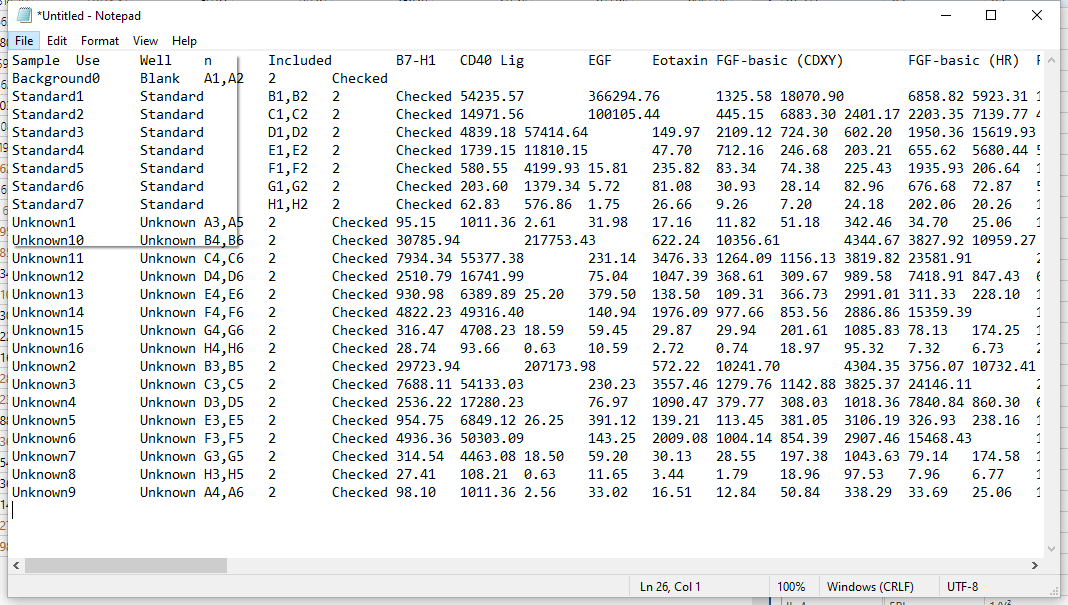 *Untitled - Notepad
File Edit Format View Help
Sample Use Well n Included B7-H1 CD40 Lig EGF Eotaxin FGF-basic (CDXY) FGF-basic (HR)
Background0 Blank A1,A2 2 Checked
Standard1 Standard B1,B2 2 Checked 54235.57 366294.76 1325.58 18070.90 6858.82 5923.31
Standard2 Standard C1,C2 2 Checked 14971.56 100105.44 445.15 6883.30 2401.17 2203.35 7139.77
Standard3 Standard D1,D2 2 Checked 4839.18 57414.64 149.97 2109.12 724.30 602.20 1950.36 15619.93
Standard4 Standard E1,E2 2 Checked 1739.15 11810.15 47.70 712.16 246.68 203.21 655.62 5680.44
Standard5 Standard F1,F2 2 Checked 580.55 4199.93 15.81 235.82 83.34 74.38 225.43 1935.93 206.64
Standard6 Standard G1,G2 2 Checked 203.60 1379.34 5.72 81.08 30.93 28.14 82.96 676.68 72.87
Standard7 Standard H1,H2 2 Checked 62.83 576.86 1.75 26.66 9.26 7.20 24.18 202.06 20.26
Unknown1 Unknown A3,A5 2 Checked 95.15 1011.36 2.61 31.98 17.16 11.82 51.18 342.46 34.70 25.06
Unknown10 Unknown B4,B6 2 Checked 30785.94 217753.43 622.24 10356.61 4344.67 3827.92 10959.27
Unknown11 Unknown C4,C6 2 Checked 7934.34 55377.38 231.14 3476.33 1264.09 1156.13 3819.82 23581.91
Unknown12 Unknown D4,D6 2 Checked 2510.79 16741.99 75.04 1047.39 368.61 309.67 989.58 7418.91 847.43
Unknown13 Unknown E4,E6 2 Checked 930.98 6389.89 25.20 379.50 138.50 109.31 366.73 2991.01 311.33 228.10
Unknown14 Unknown F4,F6 2 Checked 4822.23 49316.40 140.94 1976.09 977.66 853.56 2886.86 15359.39
Unknown15 Unknown G4,G6 2 Checked 316.47 4708.23 18.59 59.45 29.87 29.94 201.61 1085.83 78.13 174.25
Unknown16 Unknown H4,H6 2 Checked 28.74 93.66 0.63 10.59 2.72 0.74 18.97 95.32 7.32 6.73
Unknown2 Unknown B3,B5 2 Checked 29723.94 207173.98 572.22 10241.70 4304.35 3756.07 10732.41
Unknown3 Unknown C3,C5 2 Checked 7688.11 54133.03 230.23 3557.46 1279.76 1142.88 3825.37 24146.11
Unknown4 Unknown D3,D5 2 Checked 2536.22 17280.23 76.97 1090.47 379.77 308.03 1018.36 7840.84 860.30
Unknown5 Unknown E3,E5 2 Checked 954.75 6849.12 26.25 391.12 139.21 113.45 381.05 3106.19 326.93 238.16
Unknown6 Unknown F3,F5 2 Checked 4936.36 50303.09 143.25 2009.08 1004.14 854.39 2907.46 15468.43
Unknown7 Unknown G3,G5 2 Checked 314.54 4463.08 18.50 59.20 30.13 28.55 197.38 1043.63 79.14 174.58
Unknown8 Unknown H3,H5 2 Checked 27.41 108.21 0.63 11.65 3.44 1.79 18.96 97.53 7.96 6.77
Unknown9 Unknown A4,A6 2 Checked 98.10 1011.36 2.56 33.02 16.51 12.84 50.84 338.29 33.69 25.06
Ln 26, Col 1 100% Windows (CRLF) UTF-8